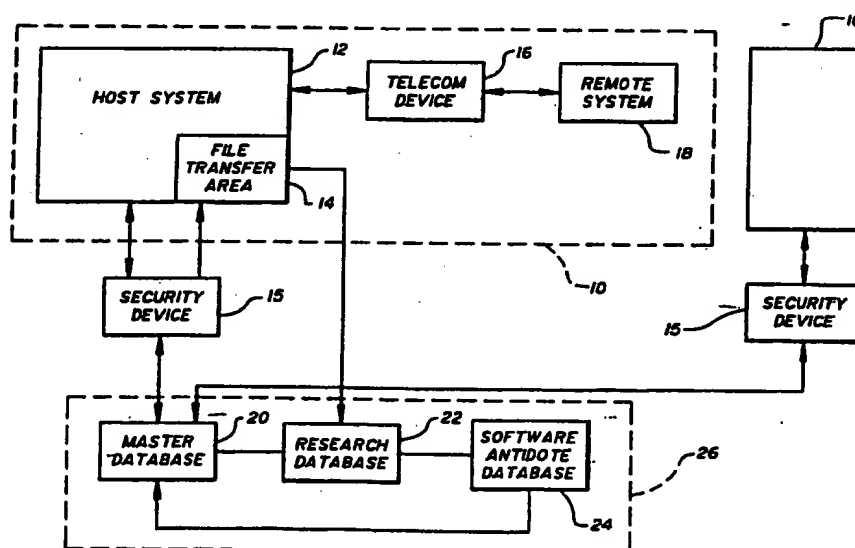 12
HOST SYSTEM
FILE
TRANSFER
AREA
14
TELECOM
DEVICE
16
REMOTE
SYSTEM
18
10
SECURITY
DEVICE
15
SECURITY
DEVICE
15
MASTER
DATABASE
20
RESEARCH
DATABASE
22
SOFTWARE
ANTIDOTE
DATABASE
24
26